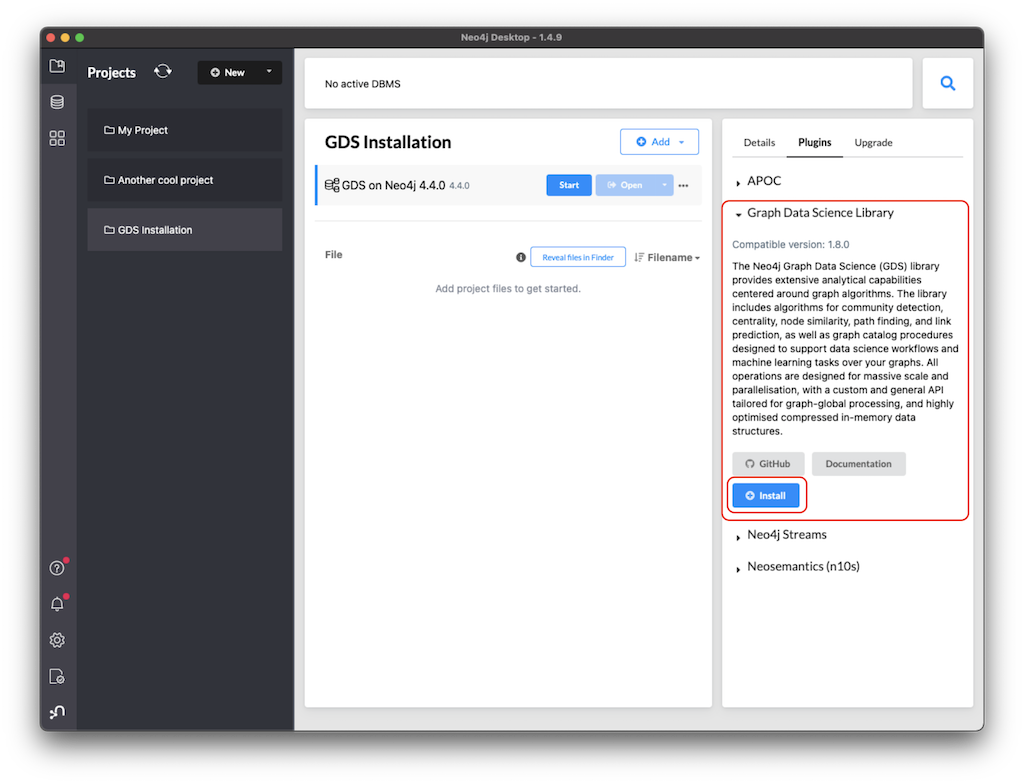 Neo4j Desktop - 1.4.9
Projects
New
My Project
Another cool project
GDS Installation
No active DBMS
GDS Installation
Add
GDS on Neo4j 4.4.0 4.4.0
Start
Open
File
Reveal files in Finder
Filename
Add project files to get started.
Details
Plugins
Upgrade
APOC
Graph Data Science Library
Compatible version: 1.8.0
The Neo4j Graph Data Science (GDS) library
provides extensive analytical capabilities
centered around graph algorithms. The library
includes algorithms for community detection,
centrality, node similarity, path finding, and link
prediction, as well as graph catalog procedures
designed to support data science workflows and
machine learning tasks over your graphs. All
operations are designed for massive scale and
parallelisation, with a custom and general API
tailored for graph-global processing, and highly
optimised compressed in-memory data
structures.
GitHub
Documentation
Install
Neo4j Streams
Neosemantics (n10s)